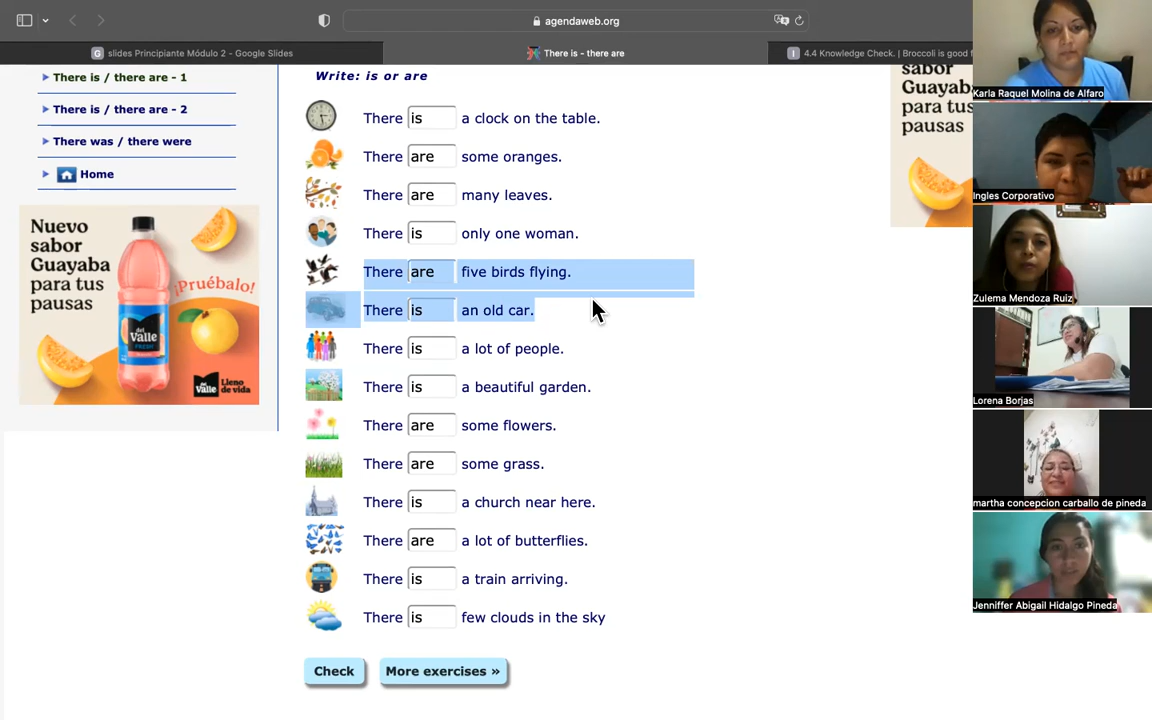 agendaweb.org
slides Principiante Módulo 2 - Google Slides
There is - there are
4.4 Knowledge Check. | Broccoli is good f
There is / there are - 1
There is / there are - 2
There was / there were
Home
Nuevo
sabor
Guayaba
para tus
pausas
¡Pruébalo!
del
Valle
FRESH
del
Valle
Lleno
de vida
Write: is or are
There is a clock on the table.
There are some oranges.
There are many leaves.
There is only one woman.
There are five birds flying.
There is an old car.
There is a lot of people.
There is a beautiful garden.
There are some flowers.
There are some grass.
There is a church near here.
There are a lot of butterflies.
There is a train arriving.
There is few clouds in the sky
Check
More exercises »
sabor
Guayab
para tus
pausas
Karla Raquel Molina de Alfaro
Ingles Corporativo
Zulema Mendoza Ruiz
Lorena Borjas
martha concepcion carballo de pineda
Jenniffer Abigail Hidalgo Pineda